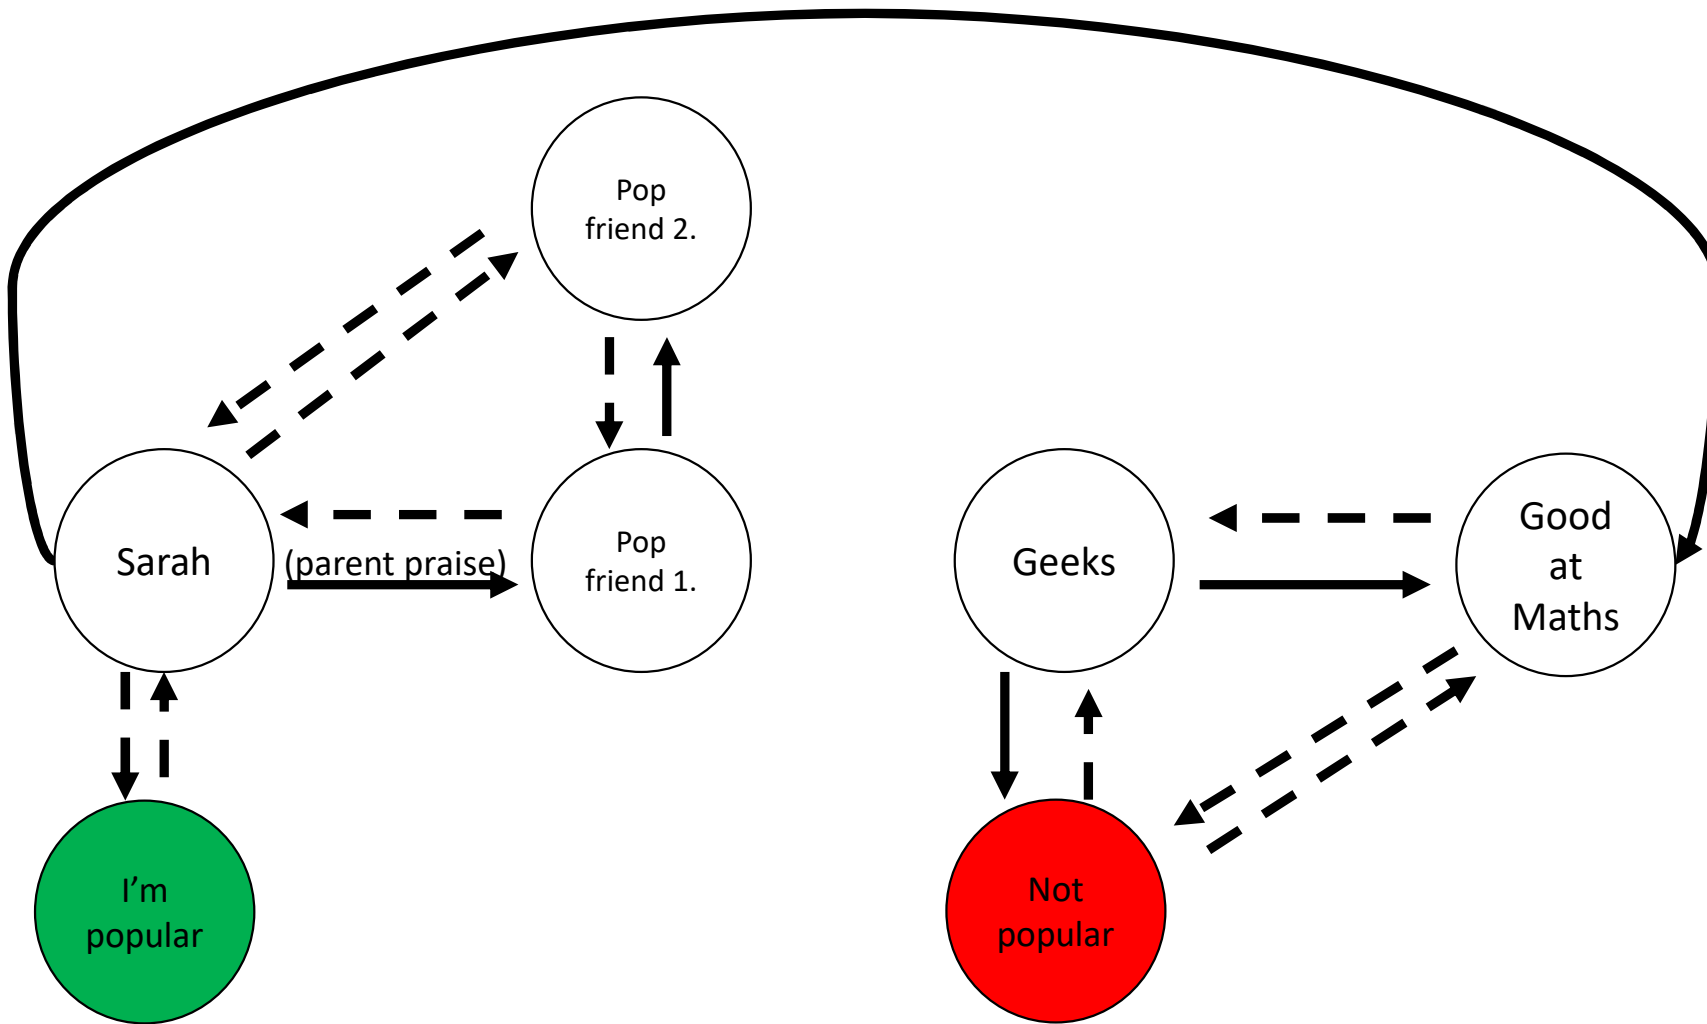 Pop
friend 2.
Sarah
(parent praise)
Pop
friend 1.
Geeks
Good
at
Maths
I'm
popular
Not
popular